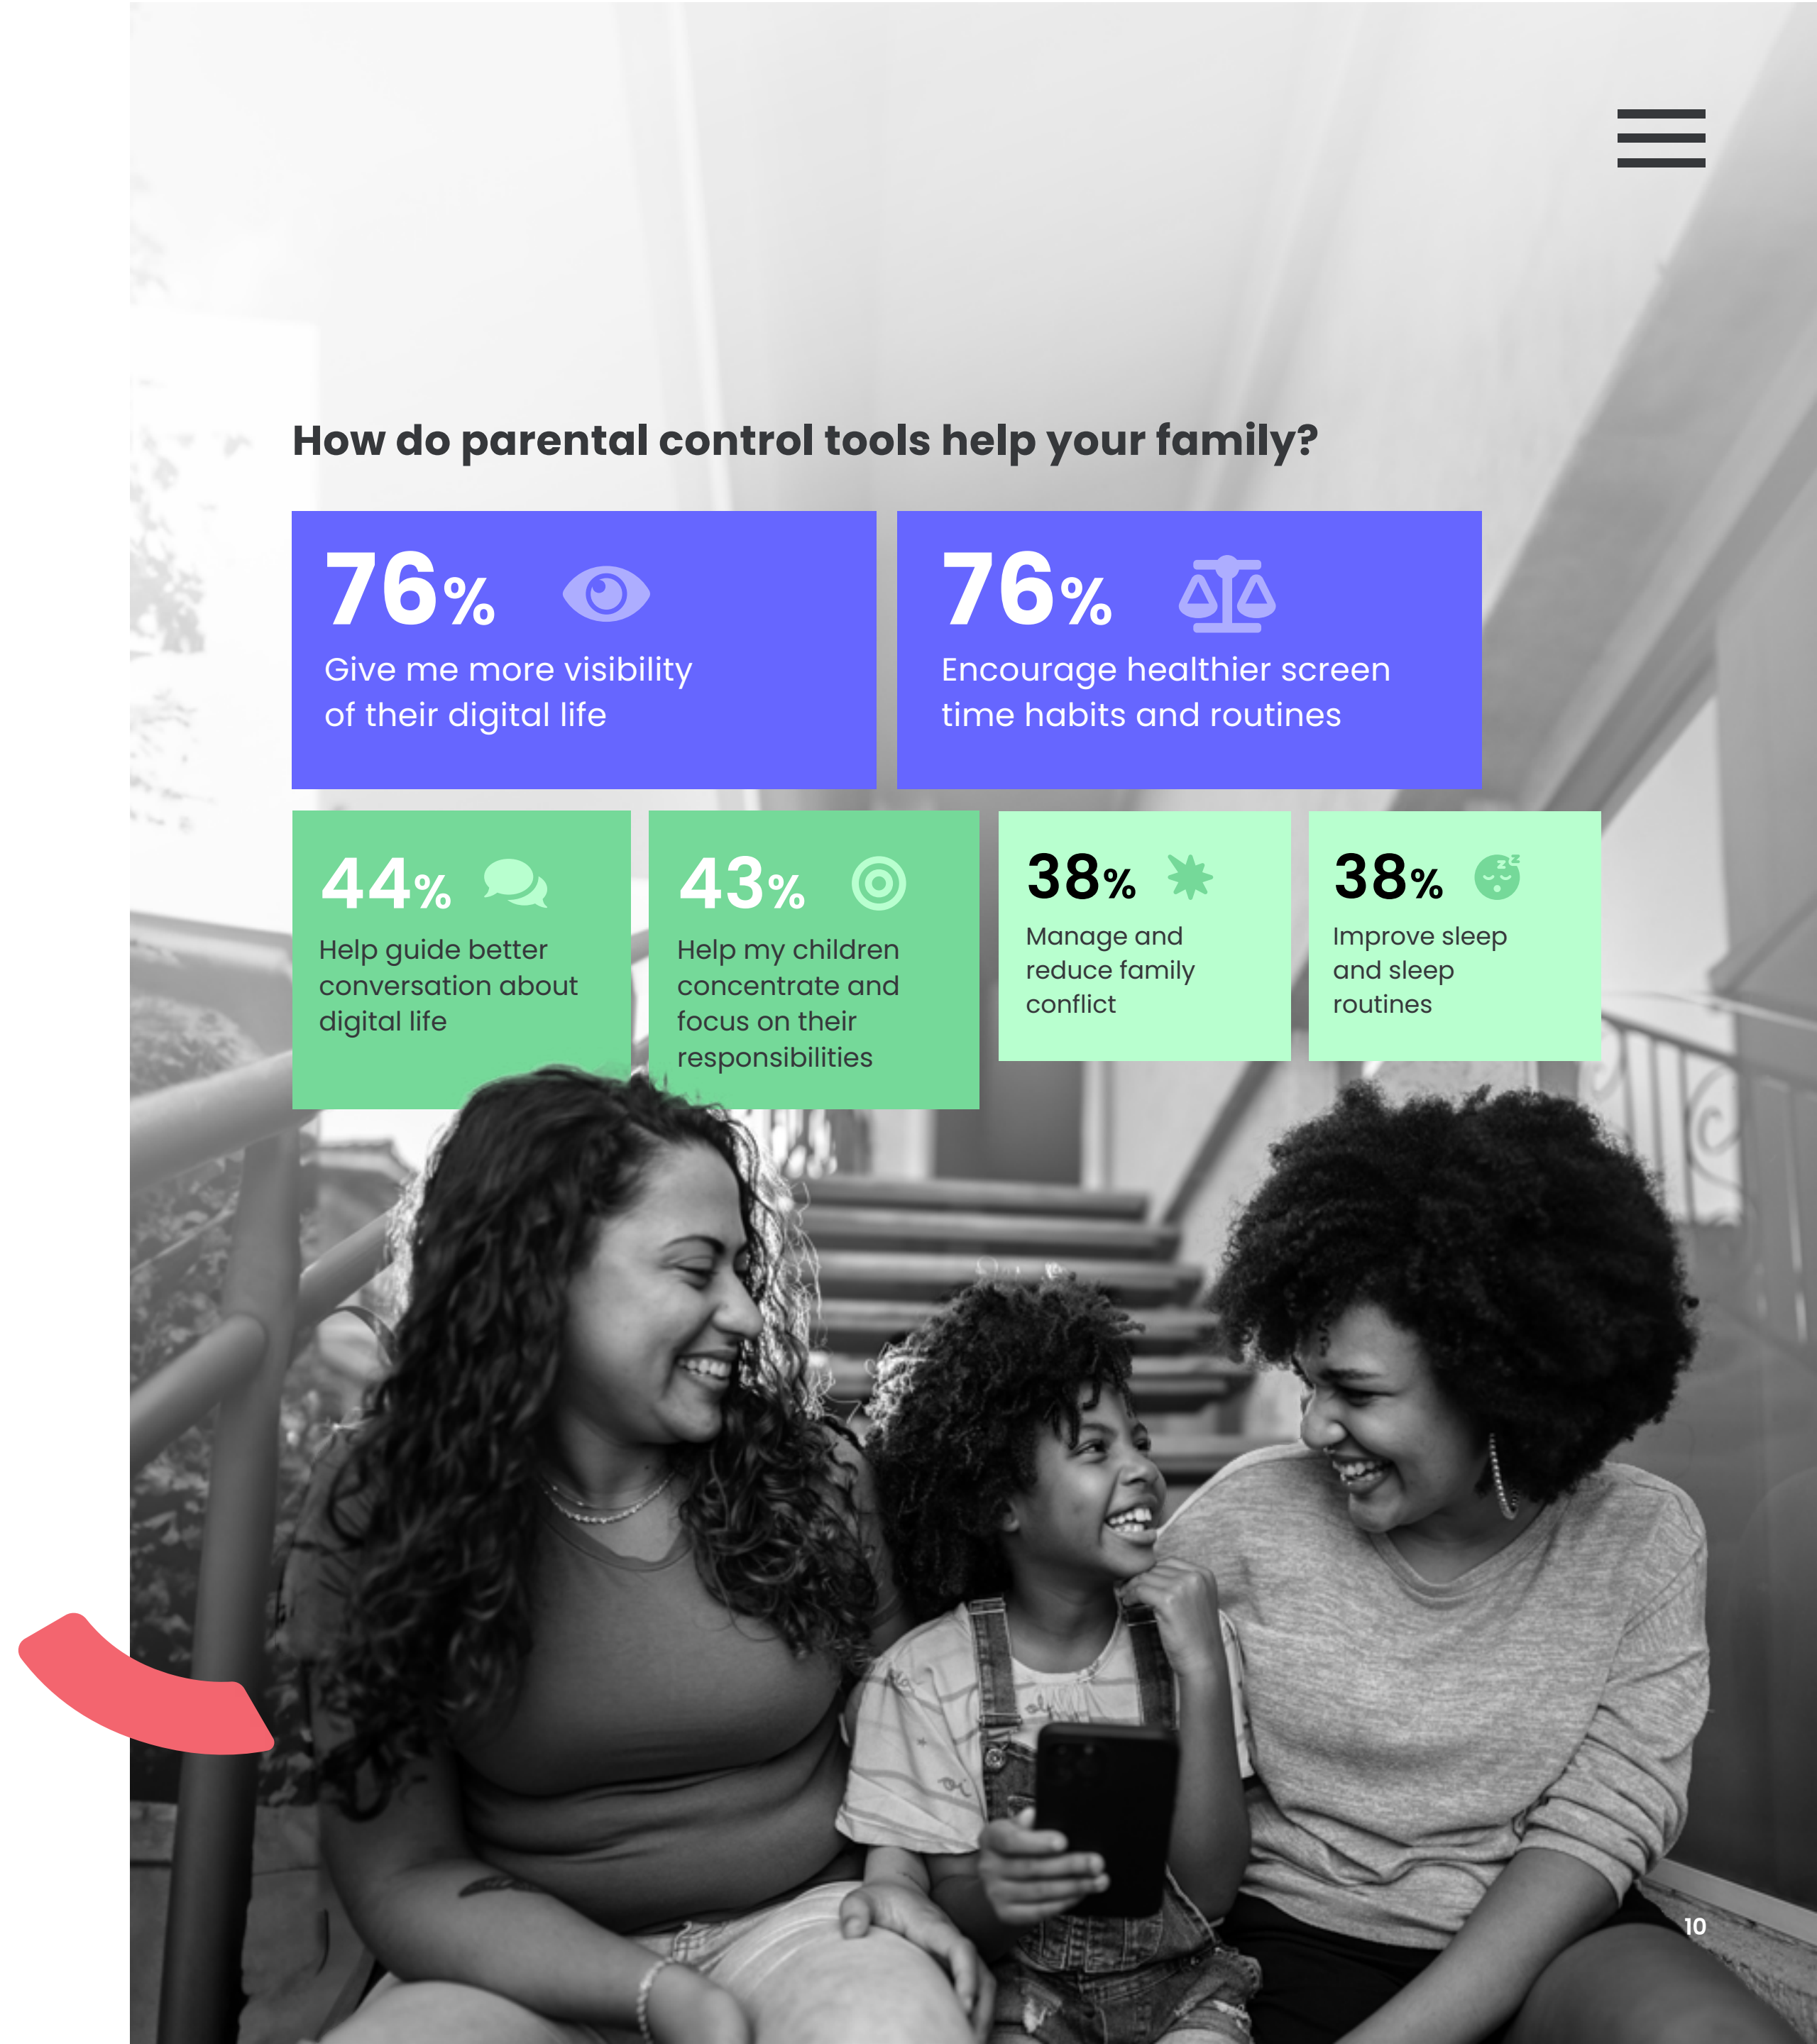 How do parental control tools help your family?
76%
Give me more visibility
of their digital life
76%
Encourage healthier screen
time habits and routines
44%
Help guide better
conversation about
digital life
43%
Help my children
concentrate and
focus on their
responsibilities
38%
Manage and
reduce family
conflict
38%
Improve sleep
and sleep
routines
10